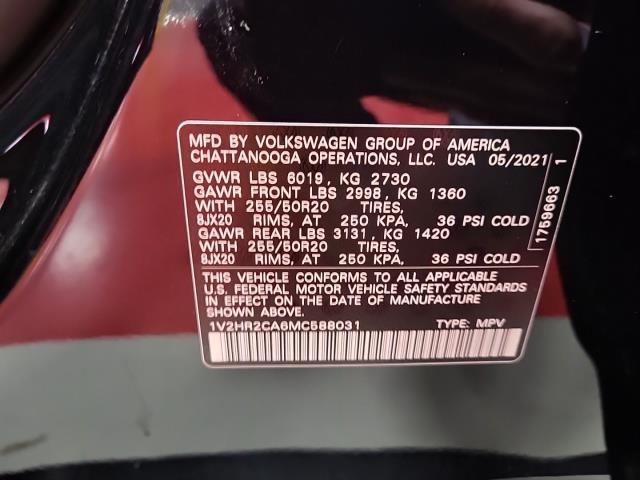 MFD BY VOLKSWAGEN GROUP OF AMERICA
CHATTANOOGA OPERATIONS, LLC. USA 05/2021
GVWR LBS 6019, KG 2730
GAWR FRONT LBS 2998, KG 1360
WITH 255/50R20 TIRES,
8JX20 RIMS, AT 250 KPA, 36 PSI COLD
GAWR REAR LBS 3131, KG 1420
WITH 255/50R20 TIRES,
8JX20 RIMS, AT 250 KPA, 36 PSI COLD
THIS VEHICLE CONFORMS TO ALL APPLICABLE
U.S. FEDERAL MOTOR VEHICLE SAFETY STANDARDS
IN EFFECT ON THE DATE OF MANUFACTURE
SHOWN ABOVE
1V2HR2CA6MC588031 TYPE: MPV
1759663 1